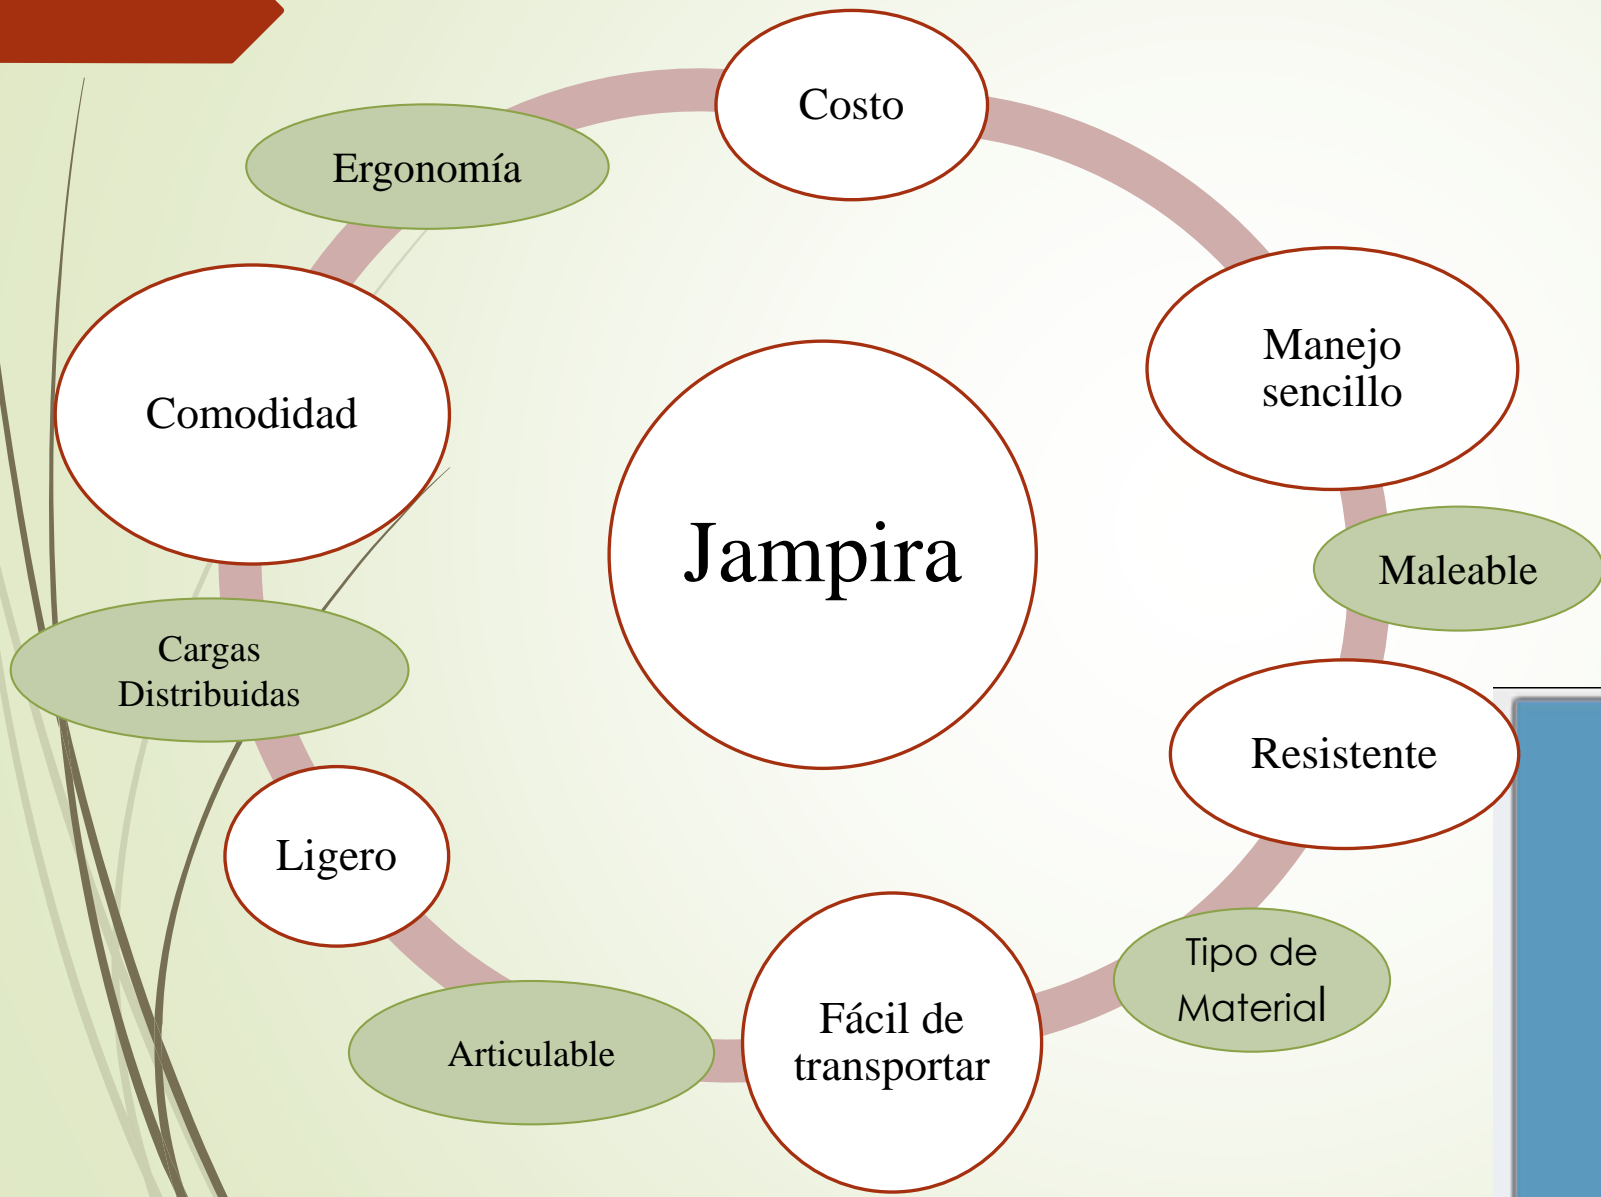 Costo
Ergonomía
Manejo
sencillo
Comodidad
Jampira
Maleable
Cargas
Distribuidas
Resistente
Ligero
Tipo de
Material
Fácil de
transportar
Articulable